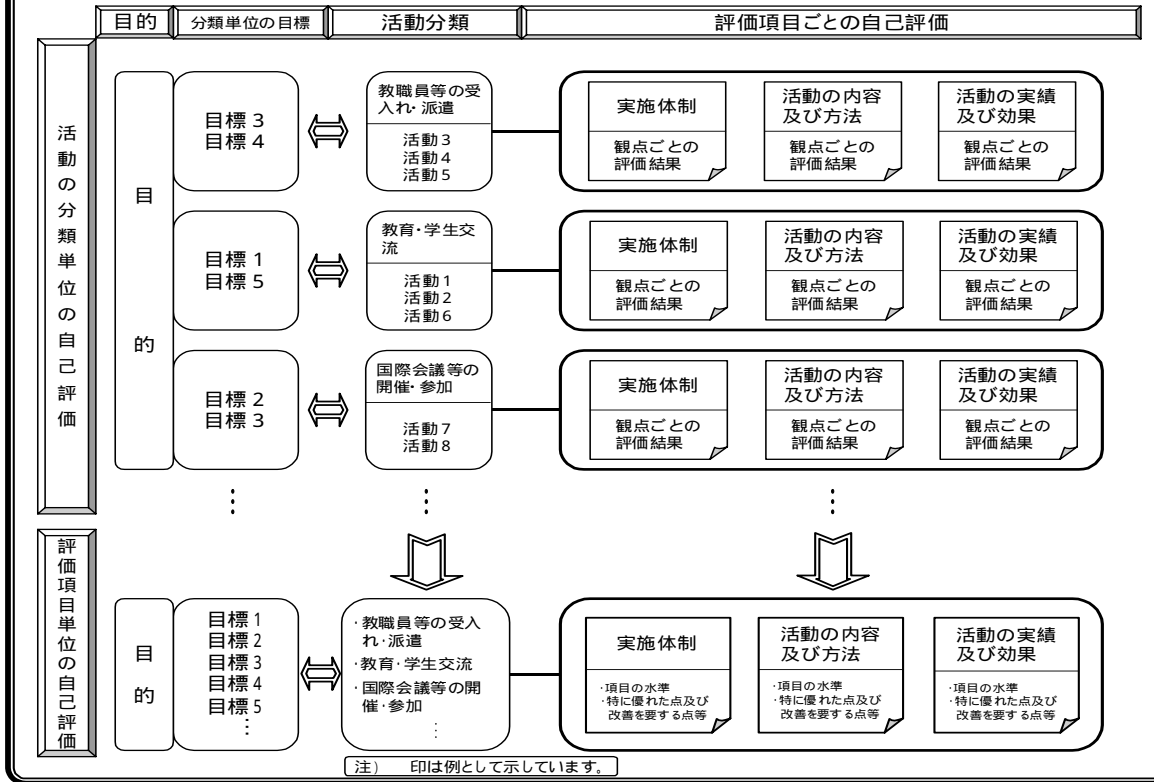 目的 分類単位の目標 活動分類 評価項目ごとの自己評価
活動の分類単位の自己評価
目的
目標3
目標4
教職員等の受
入れ・派遣
活動3
活動4
活動5
実施体制
観点ごとの
評価結果
活動の内容
及び方法
観点ごとの
評価結果
活動の実績
及び効果
観点ごとの
評価結果
目標1
目標5
教育・学生交
流
活動1
活動2
活動6
実施体制
観点ごとの
評価結果
活動の内容
及び方法
観点ごとの
評価結果
活動の実績
及び効果
観点ごとの
評価結果
目標2
目標3
国際会議等の
開催・参加
活動7
活動8
実施体制
観点ごとの
評価結果
活動の内容
及び方法
観点ごとの
評価結果
活動の実績
及び効果
観点ごとの
評価結果
評価項目単位の自己評価
目的
目標1
目標2
目標3
目標4
目標5
・教職員等の受入
れ・派遣
・教育・学生交流
・国際会議等の開
催・参加
実施体制
・項目の水準
・特に優れた点及び
改善を要する点等
活動の内容
及び方法
・項目の水準
・特に優れた点及び
改善を要する点等
活動の実績
及び効果
・項目の水準
・特に優れた点及び
改善を要する点等
注) 印は例として示しています。